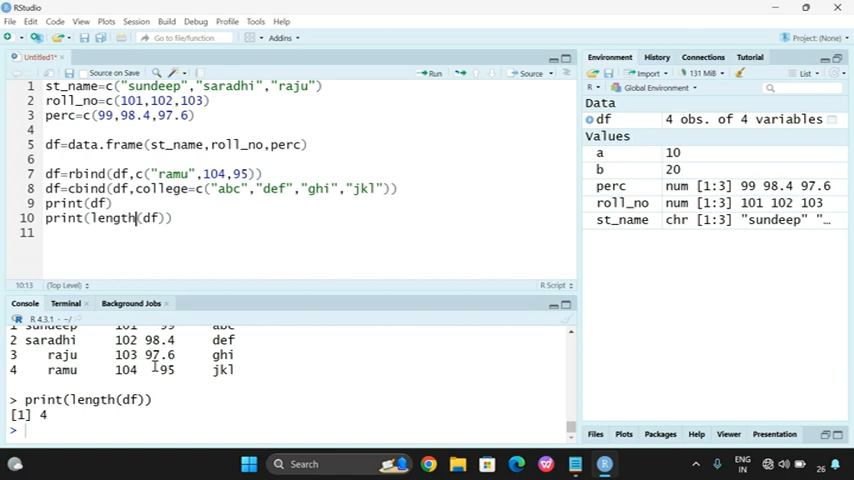 RStudio
File Edit Code View Plots Session Build Debug Profile Tools Help
Go to file/function Addins Project: (None)
Untitled1* Environment History Connections Tutorial
Source on Save Run Source Import 131 MiB List
R Global Environment
1 st_name=c("sundeep","saradhi","raju")
2 roll_no=c(101,102,103)
3 perc=c(99,98.4,97.6)
4
5 df=data.frame(st_name,roll_no,perc)
6
7 df=rbind(df,c("ramu",104,95))
8 df=cbind(df,college=c("abc","def","ghi","jkl"))
9 print(df)
10 print(length(df))
11
10:13 (Top Level) R Script
Data
df 4 obs. of 4 variables
Values
a 10
b 20
perc num [1:3] 99 98.4 97.6
roll_no num [1:3] 101 102 103
st_name chr [1:3] "sundeep" "…
Console Terminal Background Jobs
R 4.3.1 · ~/
1 sundeep 101 99 abc
2 saradhi 102 98.4 def
3 raju 103 97.6 ghi
4 ramu 104 95 jkl
> print(length(df))
[1] 4
>
Files Plots Packages Help Viewer Presentation
Search ENG IN 26